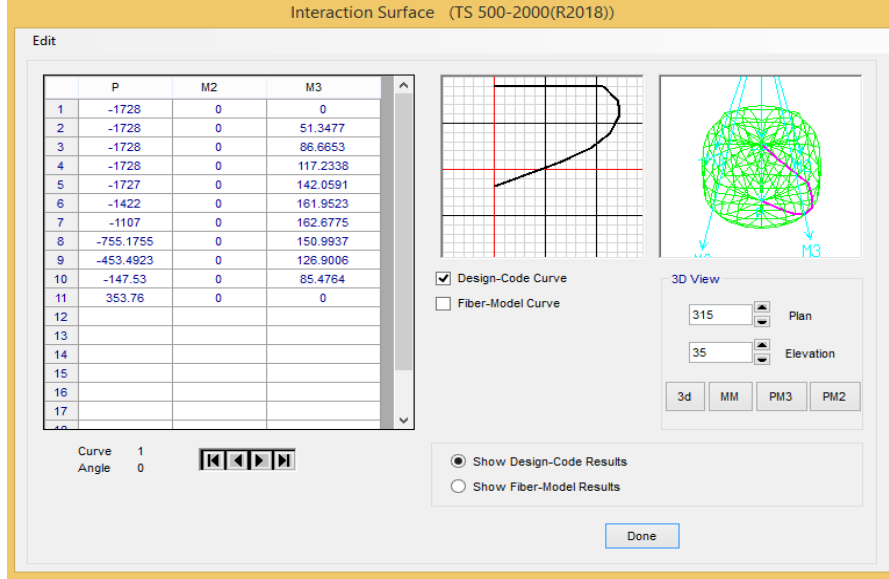 Interaction Surface (TS 500-2000(R2018))
Edit
P M2 M3
1 -1728 0 0
2 -1728 0 51.3477
3 -1728 0 86.6653
4 -1728 0 117.2338
5 -1727 0 142.0591
6 -1422 0 161.9523
7 -1107 0 162.6775
8 -755.1755 0 150.9937
9 -453.4923 0 126.9006
10 -147.53 0 85.4764
11 353.76 0 0
12
13
14
15
16
17
M3
Design-Code Curve
Fiber-Model Curve
3D View
315 Plan
35 Elevation
3d MM PM3 PM2
Curve 1
Angle 0
Show Design-Code Results
Show Fiber-Model Results
Done